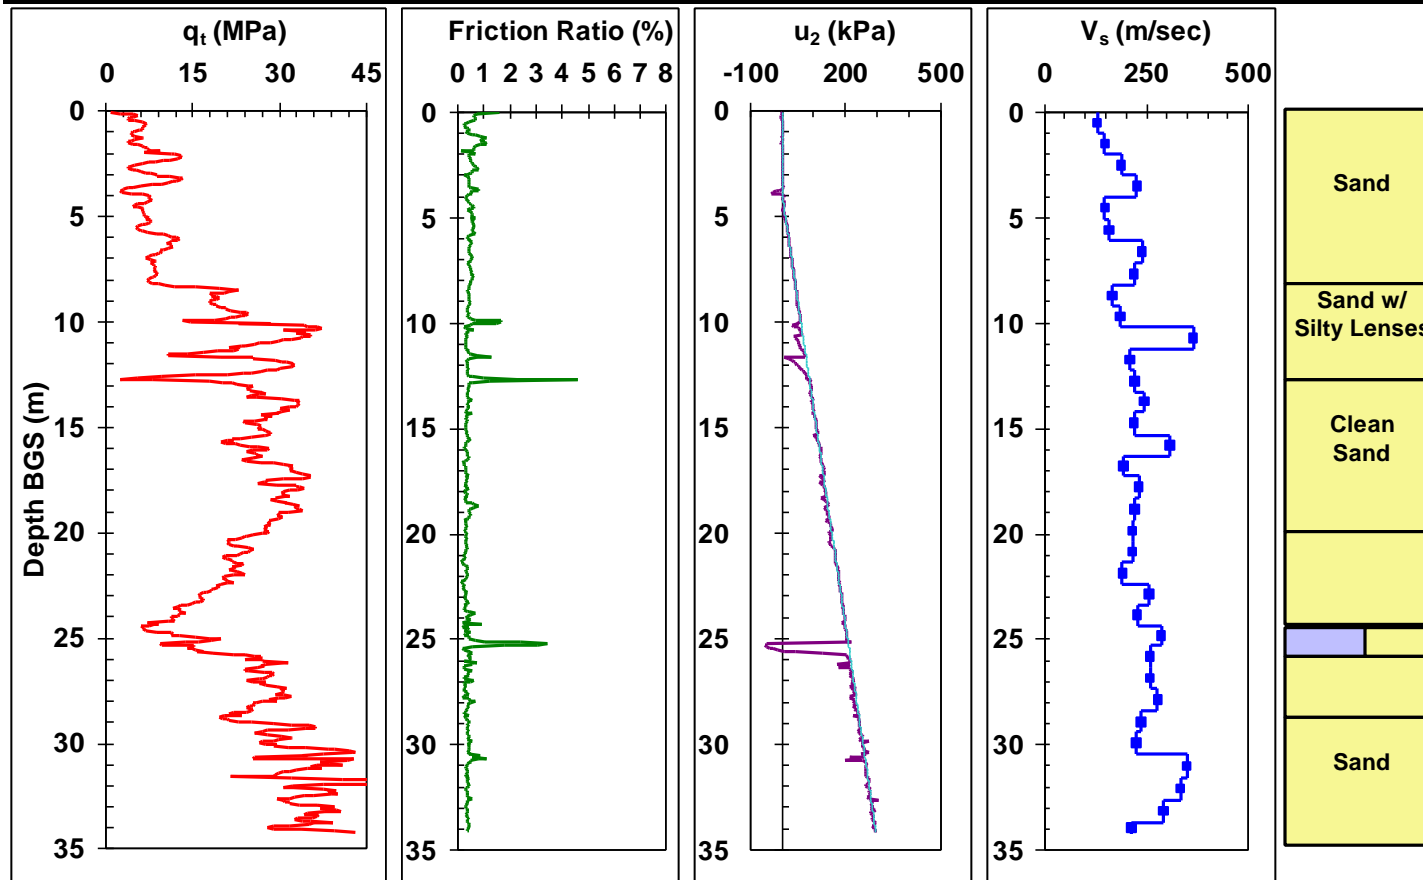 qt (MPa)
0 15 30 45
0
5
10
15
20
25
30
35
Depth BGS (m)
Friction Ratio (%)
0 1 2 3 4 5 6 7 8
0
5
10
15
20
25
30
35
u2 (kPa)
-100 200 500
0
5
10
15
20
25
30
35
Vs (m/sec)
0 250 500
0
5
10
15
20
25
30
35
Sand
Sand w/
Silty Lenses
Clean
Sand
Sand